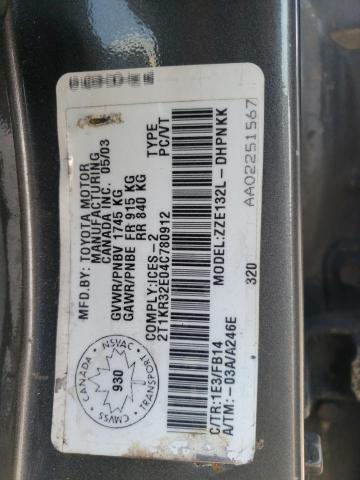 MFD.BY: TOYOTA MOTOR
MANUFACTURING
CANADA INC. 05/03
GVWR/PNBV 1745 KG
GAWR/PNBE FR 915 KG
RR 840 KG
COMPLY:ICES-2
2T1KR32E04C780912
TYPE
PC/VT
TRANSPORT
CANADA
NSVAC
930
CMVSS
MODEL:ZZE132L-DHPNKK
AA02251567
320
C/TR:1E3/FB14
A/TM:-03A/A246E